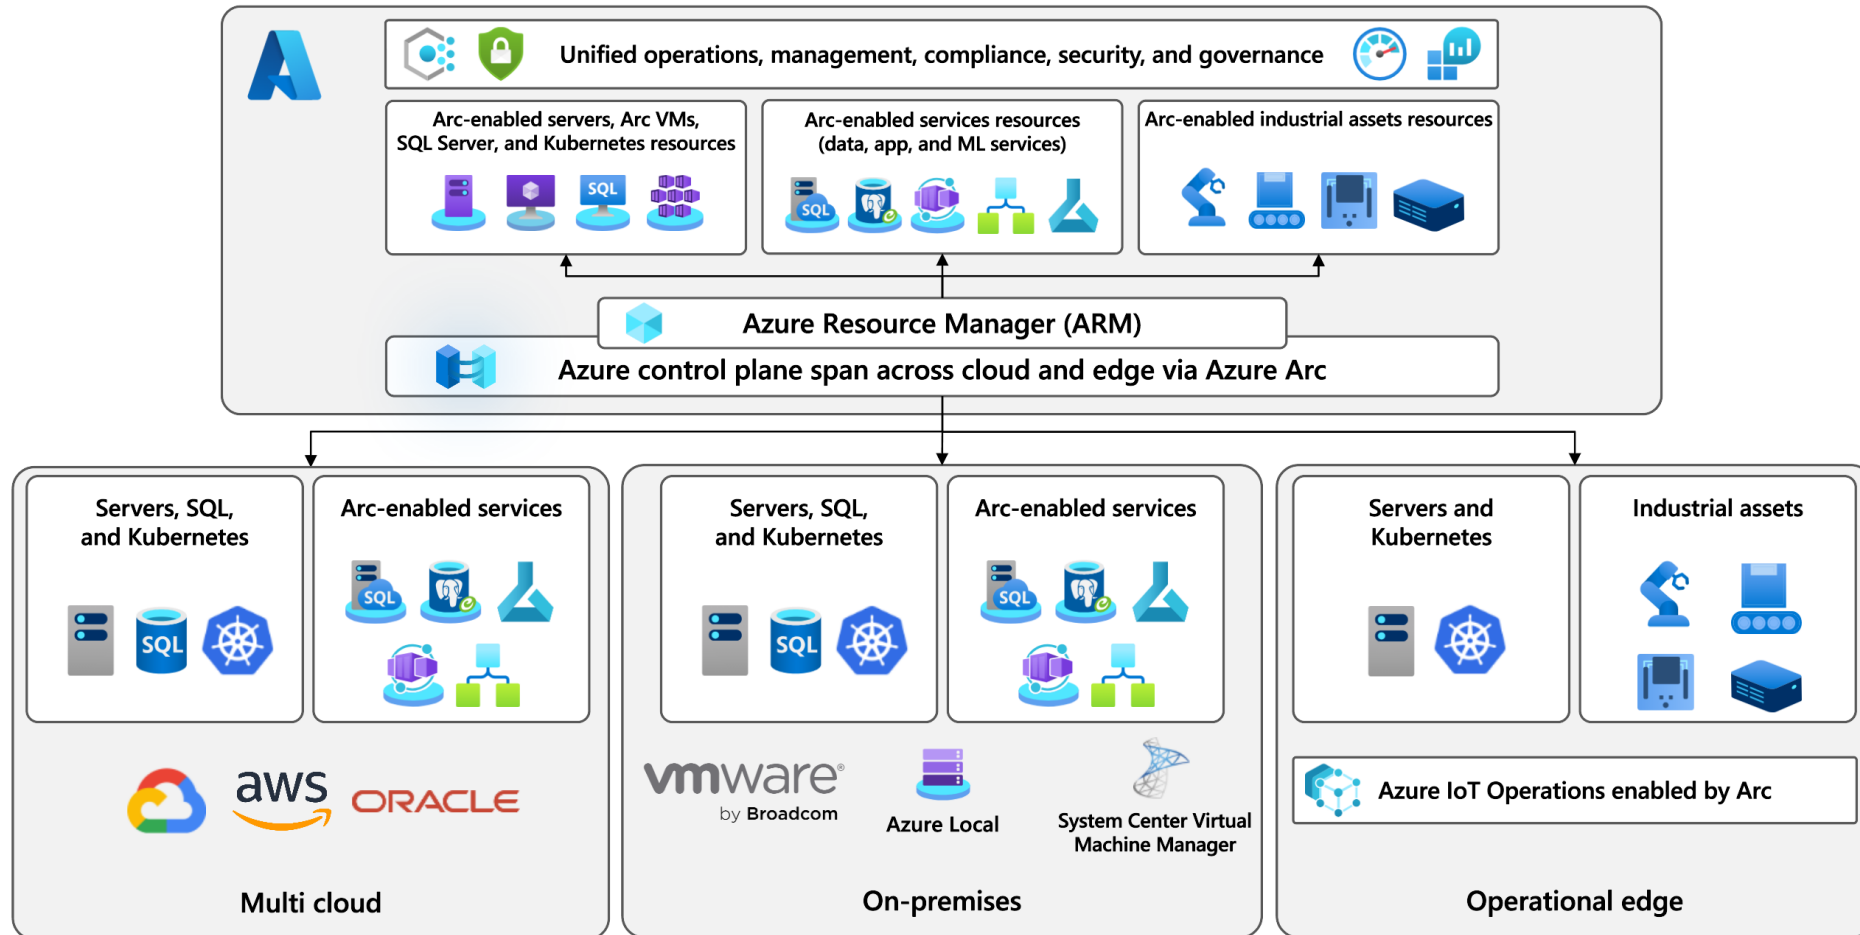 Unified operations, management, compliance, security, and governance
Arc-enabled servers, Arc VMs,
SQL Server, and Kubernetes resources
SQL
Arc-enabled services resources
(data, app, and ML services)
SQL
Arc-enabled industrial assets resources
Azure Resource Manager (ARM)
Azure control plane span across cloud and edge via Azure Arc
Servers, SQL,
and Kubernetes
SQL
Arc-enabled services
SQL
aws
ORACLE
Multi cloud
Servers, SQL,
and Kubernetes
SQL
Arc-enabled services
SQL
vmware®
by Broadcom
Azure Local
System Center Virtual
Machine Manager
On-premises
Servers and
Kubernetes
Industrial assets
Azure IoT Operations enabled by Arc
Operational edge